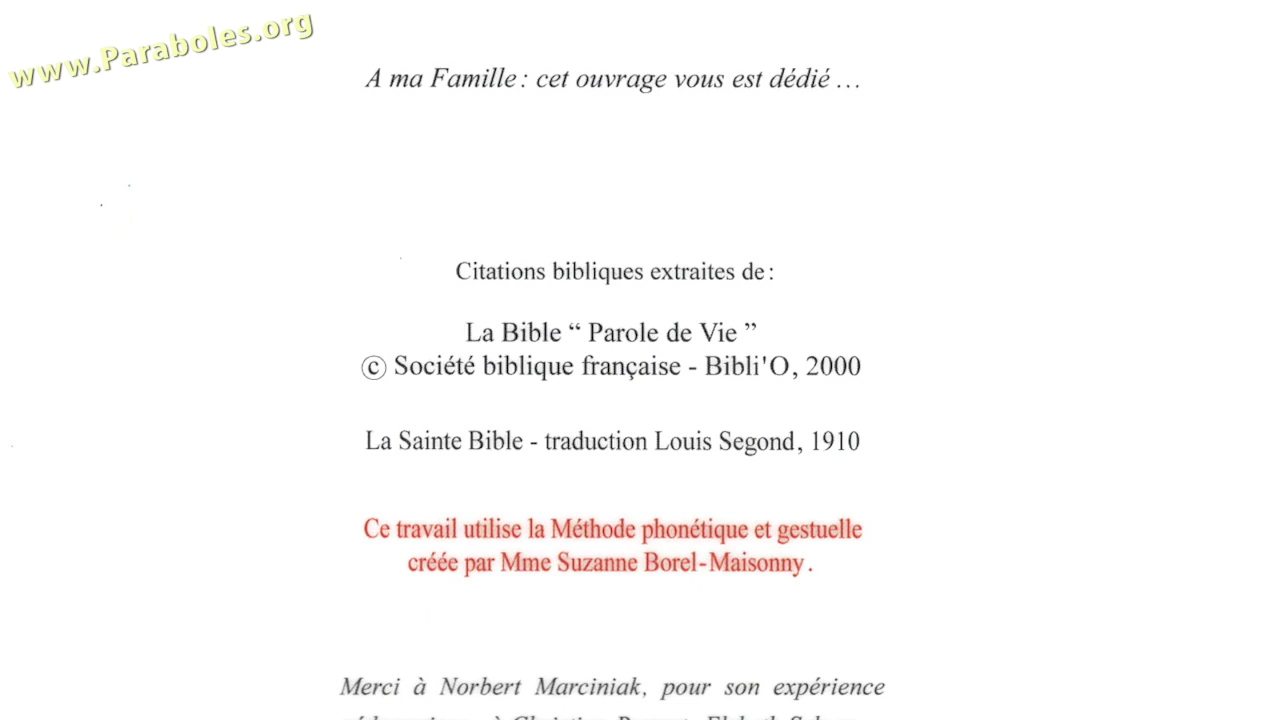 www.Paraboles.org
A ma Famille : cet ouvrage vous est dédié …
Citations bibliques extraites de :
La Bible “ Parole de Vie ”
© Société biblique française - Bibli'O, 2000
La Sainte Bible - traduction Louis Segond, 1910
Ce travail utilise la Méthode phonétique et gestuelle
créée par Mme Suzanne Borel-Maisonny.
Merci à Norbert Marciniak, pour son expérience